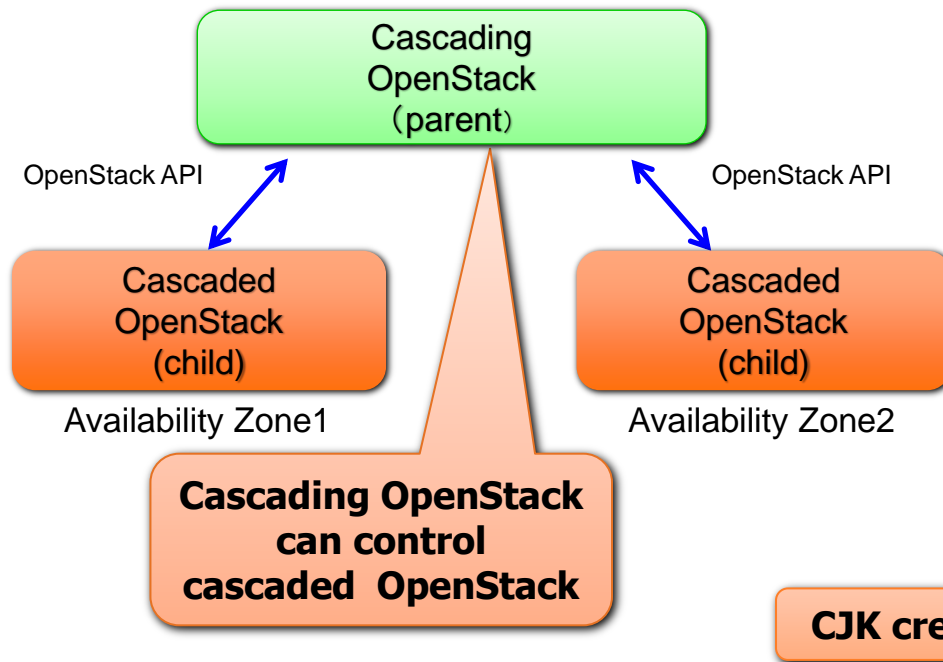 Cascading
OpenStack
（parent）
OpenStack API
OpenStack API
Cascaded
OpenStack
(child)
Cascaded
OpenStack
(child)
Availability Zone1
Availability Zone2
Cascading OpenStack
can control
cascaded OpenStack
CJK